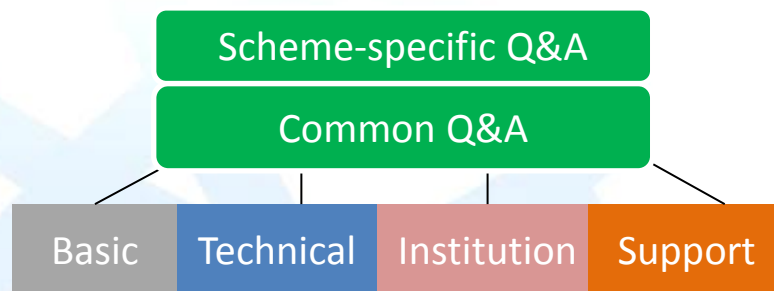 Scheme-specific Q&A
Common Q&A
Basic Technical Institution Support